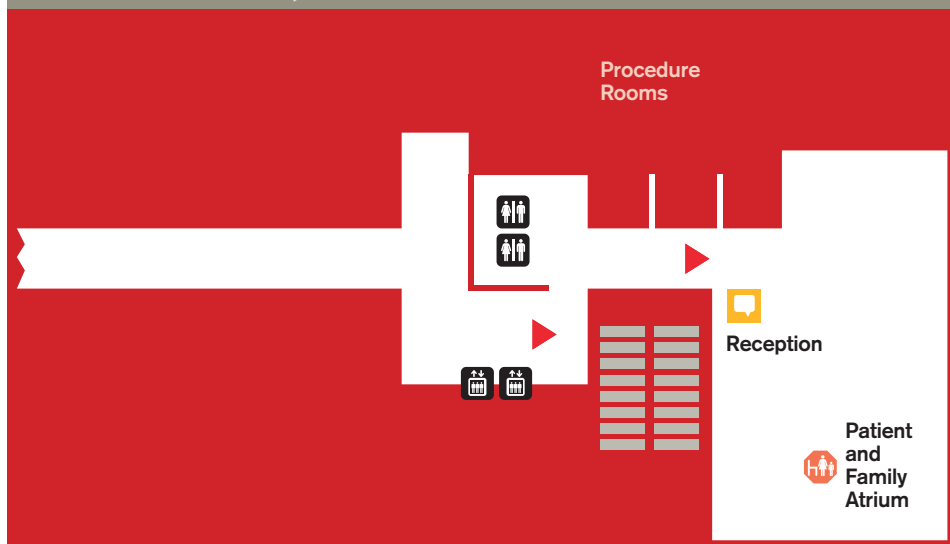 Procedure
Rooms
Reception
Patient
and
Family
Atrium